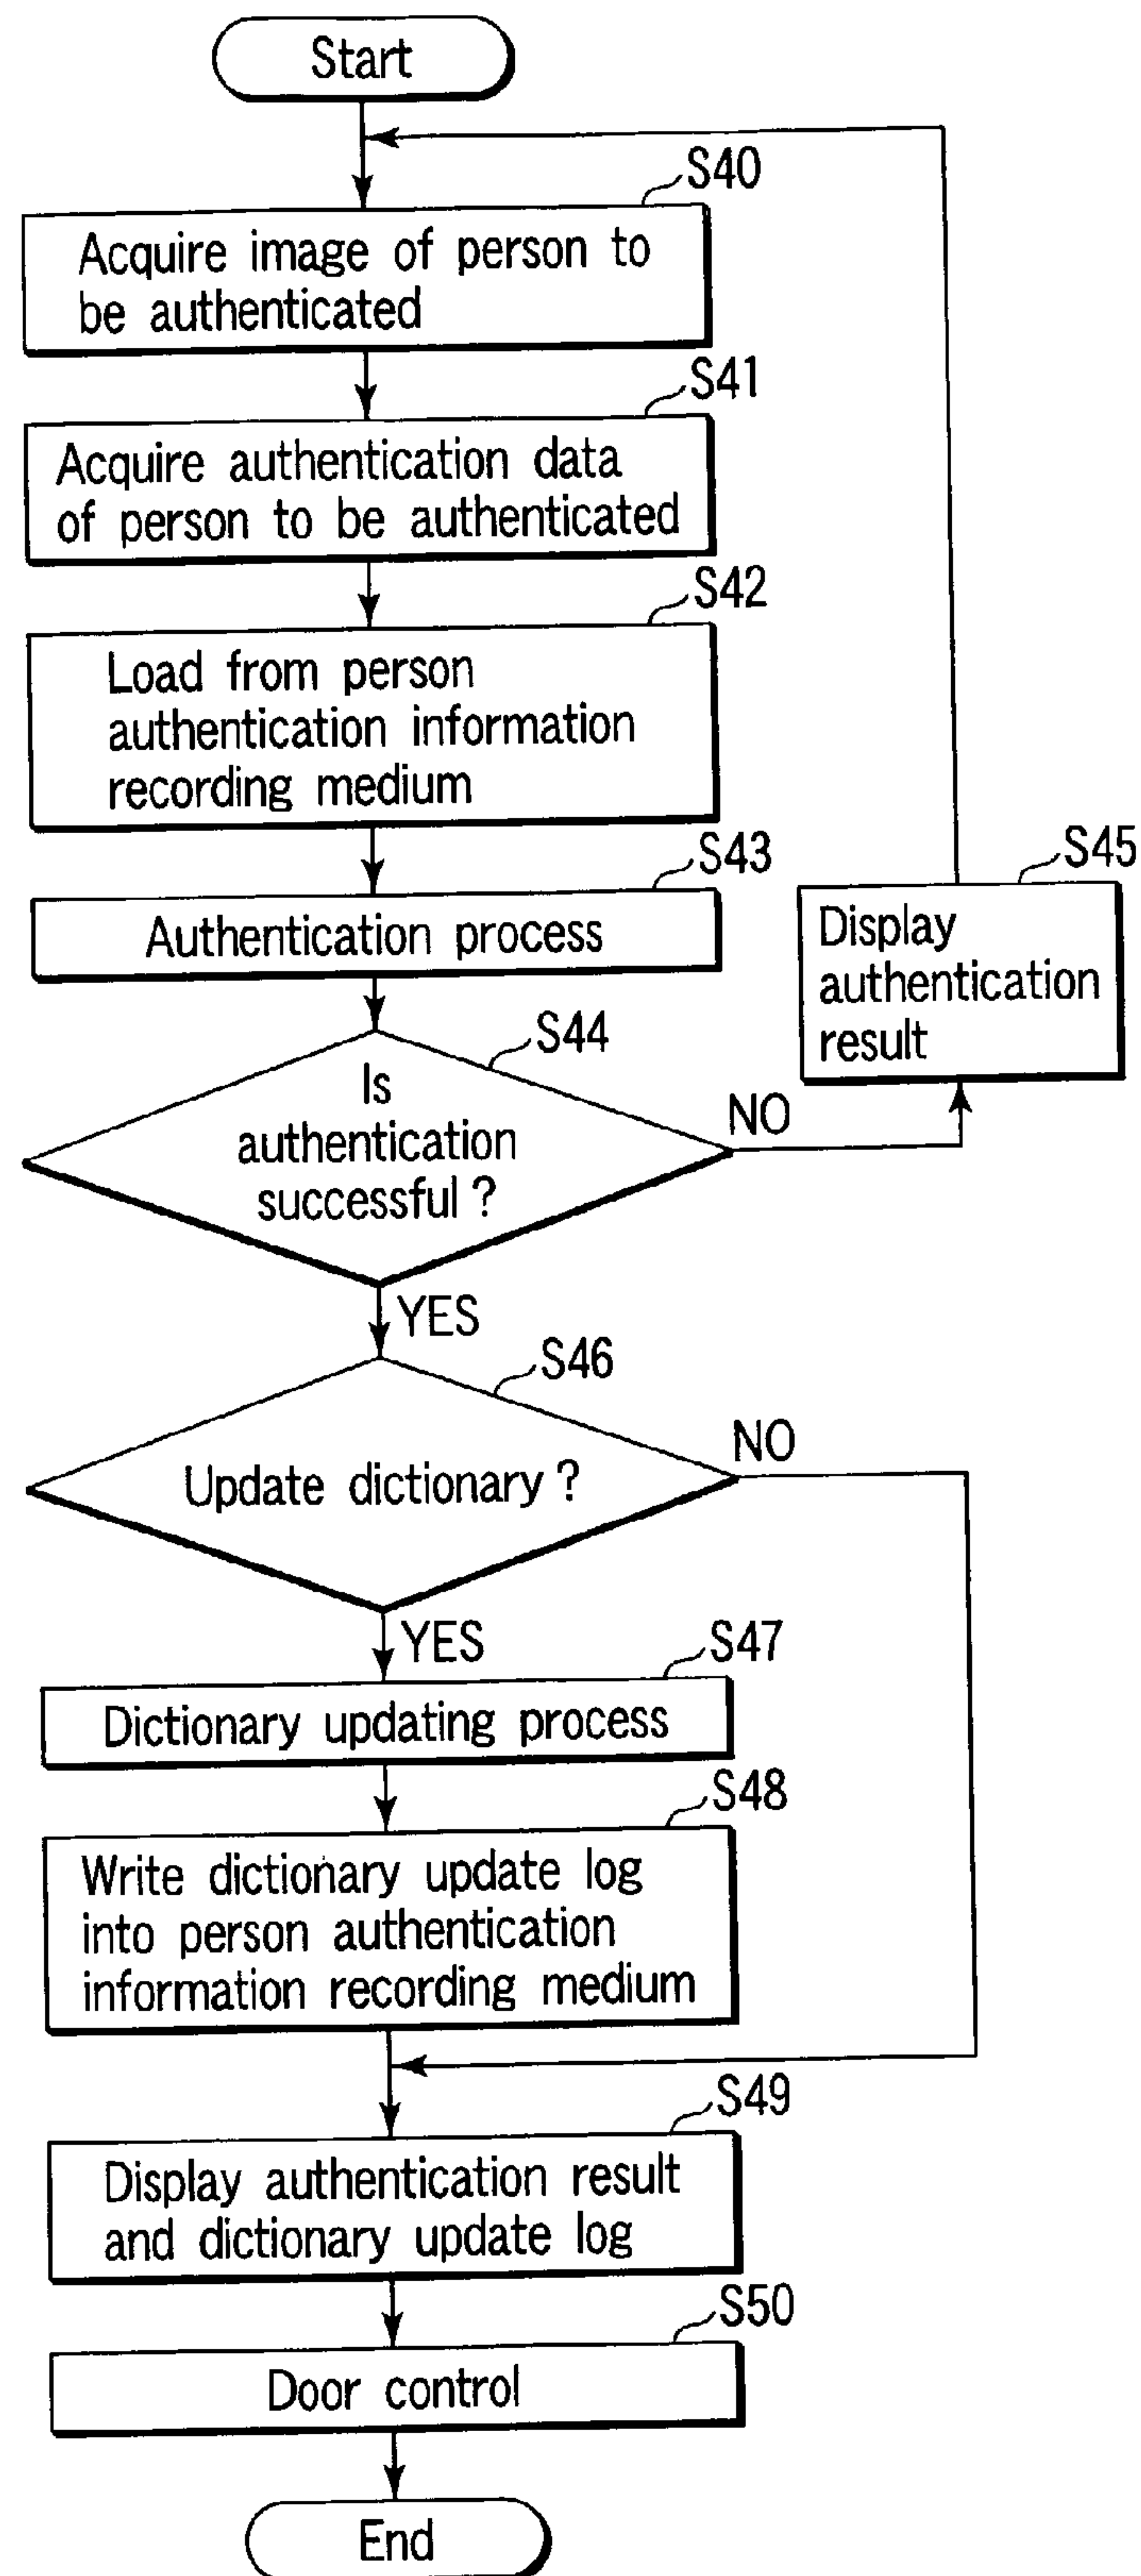 Start
S40
Acquire image of person to
be authenticated
S41
Acquire authentication data
of person to be authenticated
S42
Load from person
authentication information
recording medium
S43
Authentication process
S45
Display
authentication
result
S44
Is
authentication
successful?
NO
YES
S46
Update dictionary?
NO
YES
S47
Dictionary updating process
S48
Write dictionary update log
into person authentication
information recording medium
S49
Display authentication result
and dictionary update log
S50
Door control
End